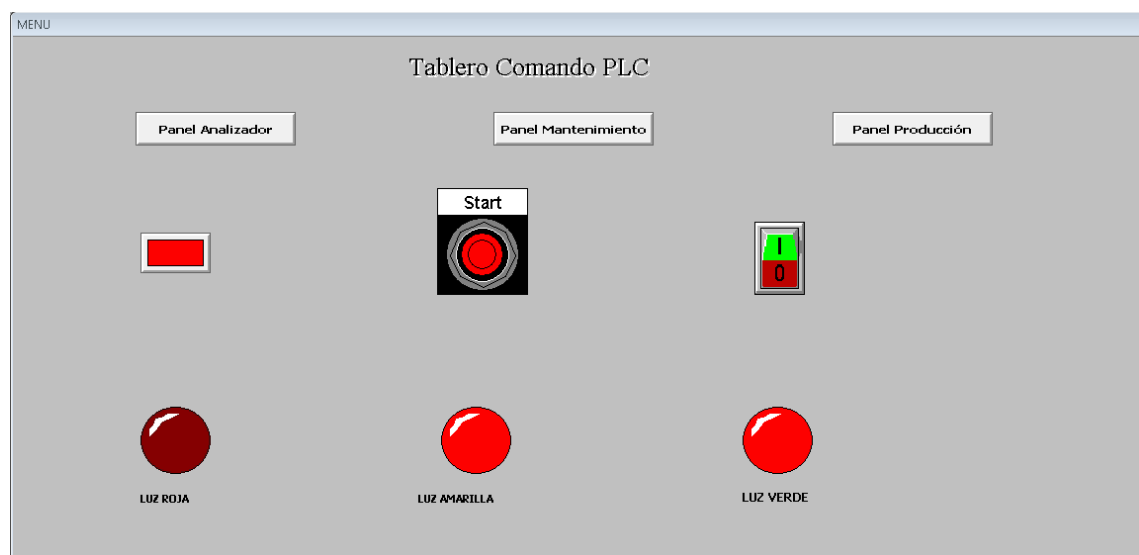 MENU
Tablero Comando PLC
Panel Analizador
Panel Mantenimiento
Panel Producción
Start
I
0
LUZ ROJA
LUZ AMARILLA
LUZ VERDE